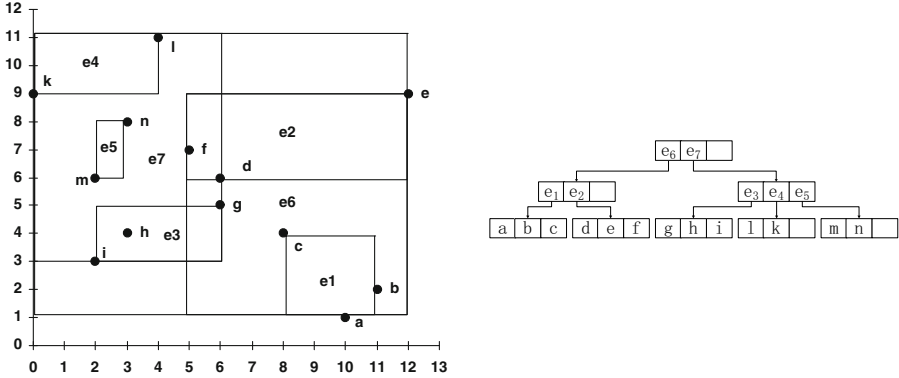 12
11
10
9
8
7
6
5
4
3
2
1
0
0 1 2 3 4 5 6 7 8 9 10 11 12 13
l
e4
k
e
n
e2
e5
f
e7
d
m
g
e6
h
e3
c
i
e1
b
a
e6 e7
e1 e2
e3 e4 e5
a b c
d e f
g h i
l k
m n